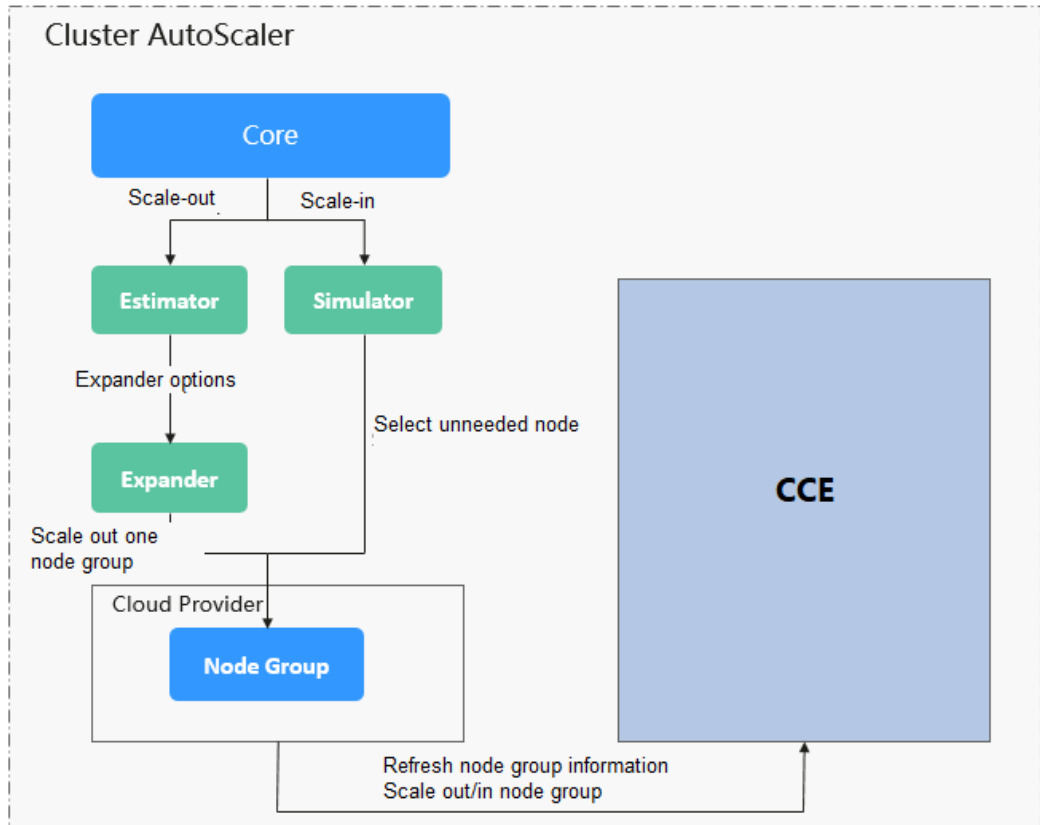 Cluster AutoScaler
Core
Scale-out
Scale-in
Estimator
Simulator
Expander options
Select unneeded node
Expander
CCE
Scale out one
node group
Cloud Provider
Node Group
Refresh node group information
Scale out/in node group